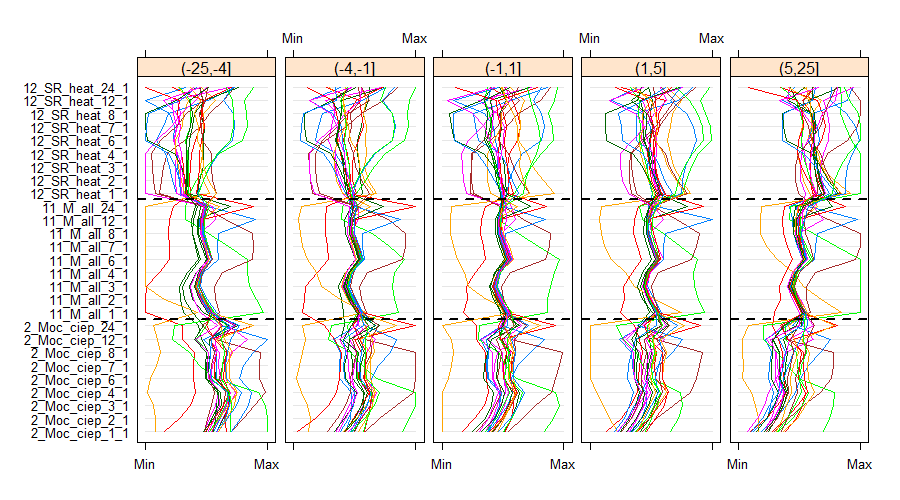 Min Max Min Max
(-25,-4] (-4,-1] (-1,1] (1,5] (5,25]
12_SR_heat_24_1
12_SR_heat_12_1
12_SR_heat_8_1
12_SR_heat_7_1
12_SR_heat_6_1
12_SR_heat_4_1
12_SR_heat_3_1
12_SR_heat_2_1
12_SR_heat_1_1
11_M_all_24_1
11_M_all_12_1
11_M_all_8_1
11_M_all_7_1
11_M_all_6_1
11_M_all_4_1
11_M_all_3_1
11_M_all_2_1
11_M_all_1_1
2_Moc_ciep_24_1
2_Moc_ciep_12_1
2_Moc_ciep_8_1
2_Moc_ciep_7_1
2_Moc_ciep_6_1
2_Moc_ciep_4_1
2_Moc_ciep_3_1
2_Moc_ciep_2_1
2_Moc_ciep_1_1
Min Max Min Max Min Max